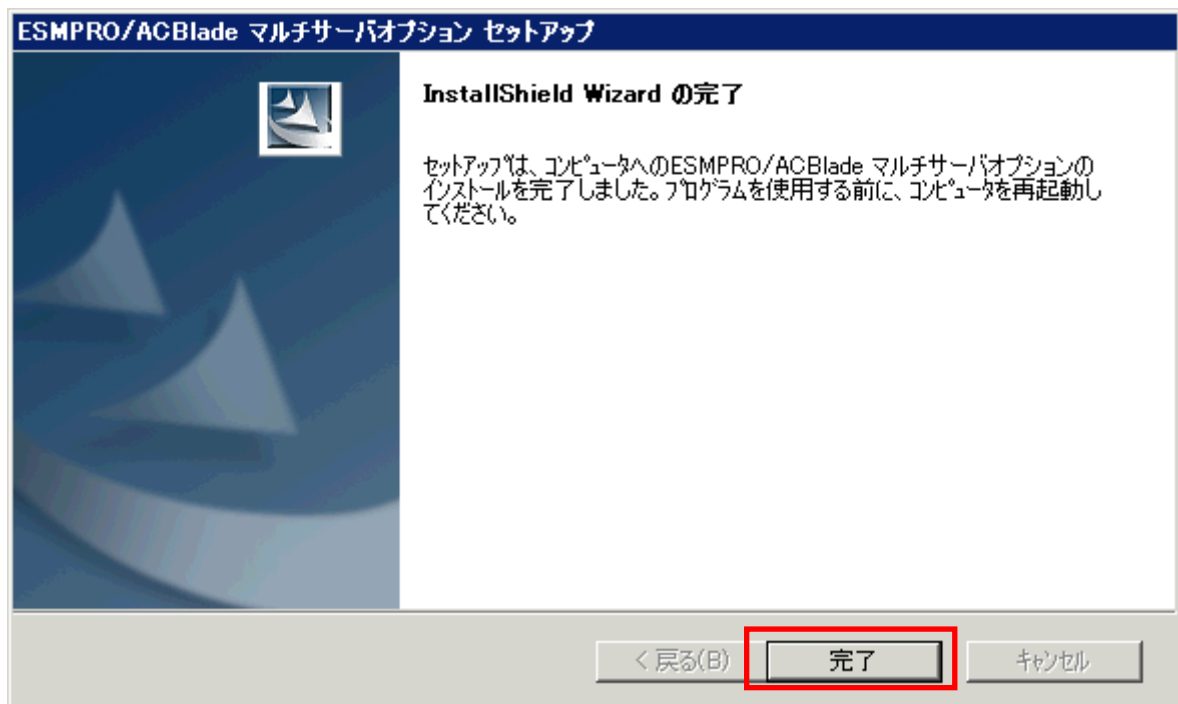 ESMPRO/ACBlade マルチサーバオプション セットアップ
InstallShield Wizard の完了
セットアップは、コンピュータへのESMPRO/ACBlade マルチサーバオプションの
インストールを完了しました。プログラムを使用する前に、コンピュータを再起動し
てください。
< 戻る(B)
完了
キャンセル